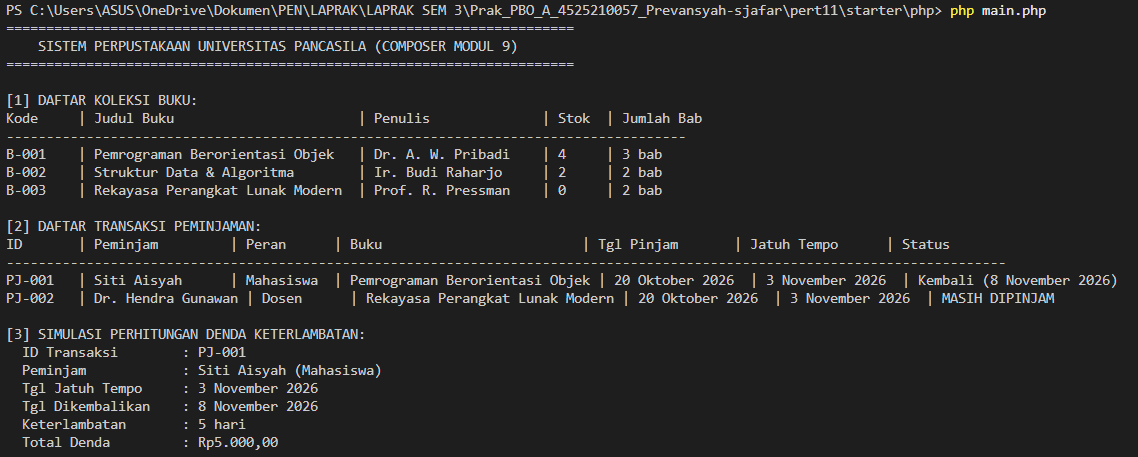 PS C:\Users\ASUS\OneDrive\Dokumen\PEN\LAPRAK\LAPRAK SEM 3\Prak_PBO_A_4525210057_Prevansyah-sjafar\pert11\starter\php> php main.php
=======================================================================
    SISTEM PERPUSTAKAAN UNIVERSITAS PANCASILA (COMPOSER MODUL 9)
=======================================================================

[1] DAFTAR KOLEKSI BUKU:
Kode     | Judul Buku                       | Penulis              | Stok  | Jumlah Bab
-------------------------------------------------------------------------------------
B-001    | Pemrograman Berorientasi Objek   | Dr. A. W. Pribadi    | 4     | 3 bab
B-002    | Struktur Data & Algoritma        | Ir. Budi Raharjo     | 2     | 2 bab
B-003    | Rekayasa Perangkat Lunak Modern  | Prof. R. Pressman    | 0     | 2 bab

[2] DAFTAR TRANSAKSI PEMINJAMAN:
ID       | Peminjam         | Peran      | Buku                         | Tgl Pinjam       | Jatuh Tempo      | Status
-----------------------------------------------------------------------------------------------------------------------------
PJ-001   | Siti Aisyah      | Mahasiswa  | Pemrograman Berorientasi Objek | 20 Oktober 2026  | 3 November 2026  | Kembali (8 November 2026)
PJ-002   | Dr. Hendra Gunawan | Dosen      | Rekayasa Perangkat Lunak Modern | 20 Oktober 2026  | 3 November 2026  | MASIH DIPINJAM

[3] SIMULASI PERHITUNGAN DENDA KETERLAMBATAN:
  ID Transaksi        : PJ-001
  Peminjam            : Siti Aisyah (Mahasiswa)
  Tgl Jatuh Tempo     : 3 November 2026
  Tgl Dikembalikan    : 8 November 2026
  Keterlambatan       : 5 hari
  Total Denda         : Rp5.000,00